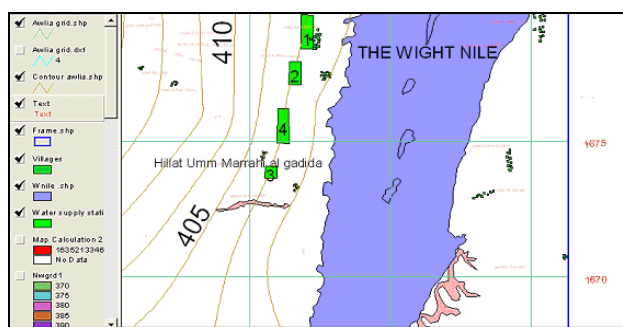 Awlia grid.shp
Awlia grid.dxf
4
Contour awlia.shp
Text
Text
Frame.shp
Villages
Wnile .shp
Water supply stati
Map Calculation 2
1635213346
No Data
Nwgrd1
370
375
380
385
390
410
1
THE WIGHT NILE
2
4
1675
Hillat Umm Marrahi al gadida
3
405
1670